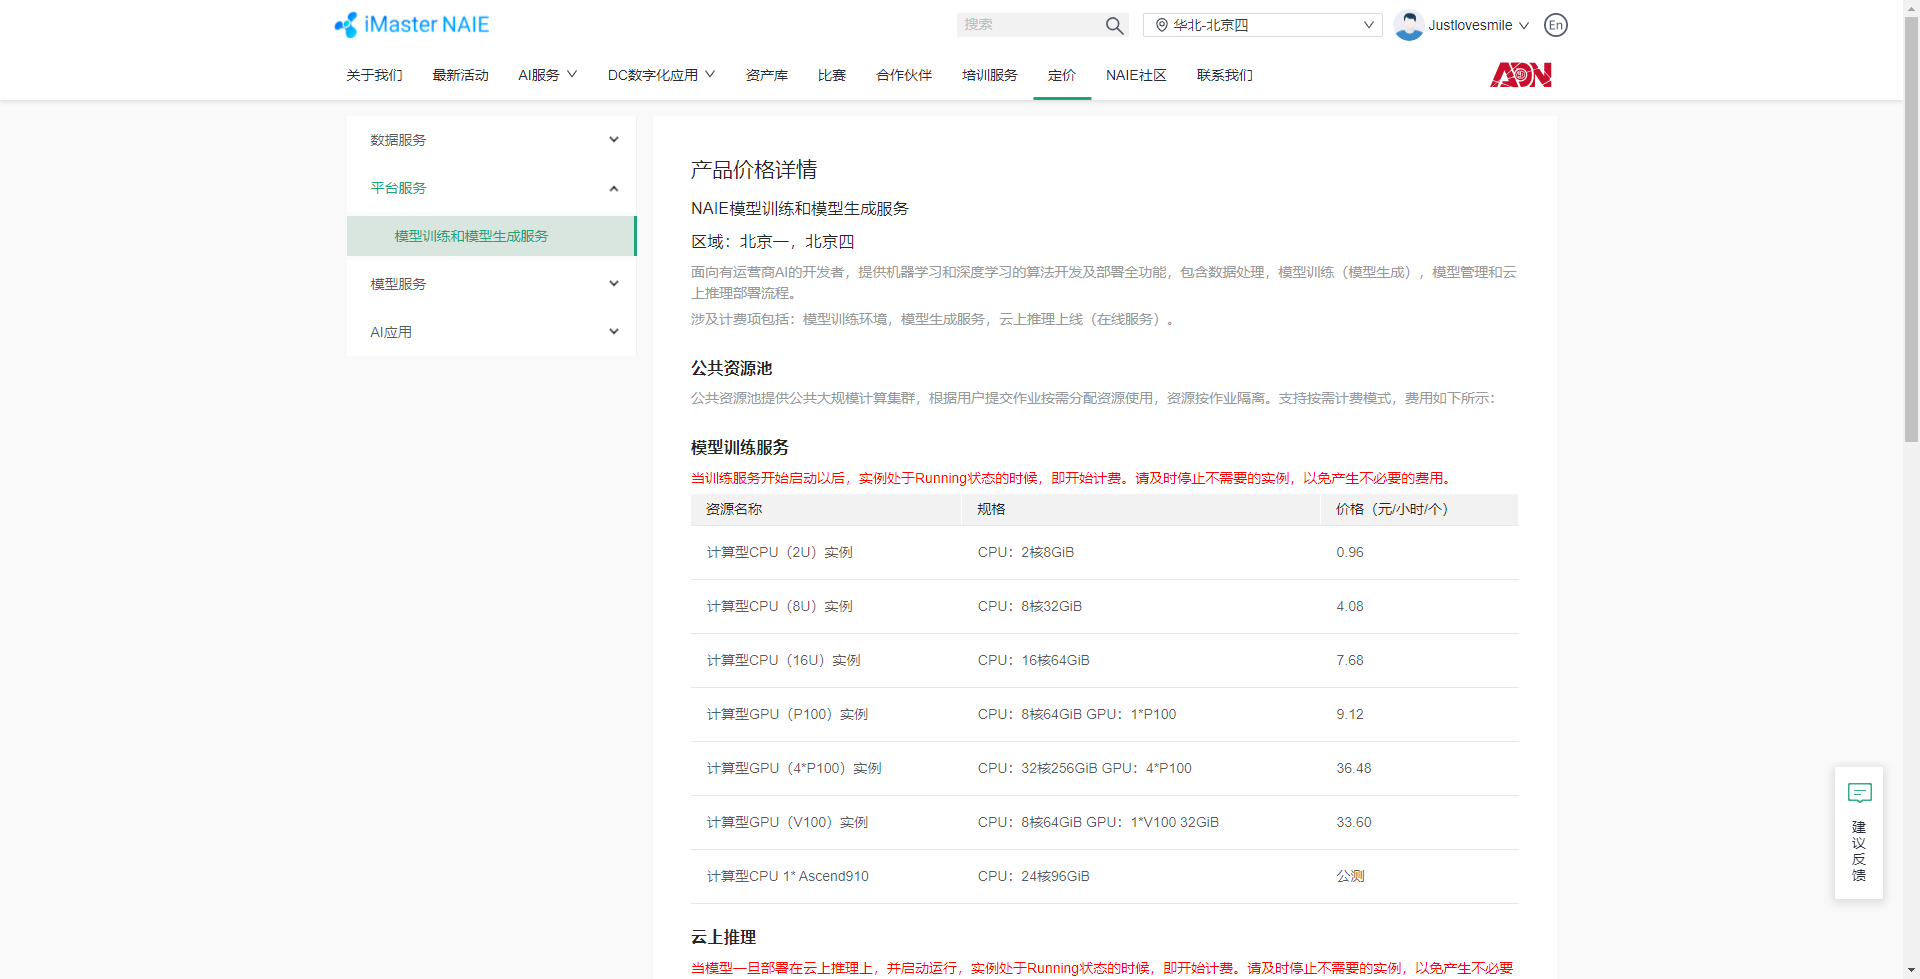 iMaster NAIE
搜索
华北-北京四
Justlovesmile
En
关于我们 最新活动 AI服务 DC数字化应用 资产库 比赛 合作伙伴 培训服务 定价 NAIE社区 联系我们
ADN
数据服务
平台服务
模型训练和模型生成服务
模型服务
AI应用
产品价格详情
NAIE模型训练和模型生成服务
区域：北京一，北京四
面向有运营商AI的开发者，提供机器学习和深度学习的算法开发及部署全功能，包含数据处理，模型训练（模型生成），模型管理和云
上推理部署流程。
涉及计费项包括：模型训练环境，模型生成服务，云上推理上线（在线服务）。
公共资源池
公共资源池提供公共大规模计算集群，根据用户提交作业按需分配资源使用，资源按作业隔离。支持按需计费模式，费用如下所示：
模型训练服务
当训练服务开始启动以后，实例处于Running状态的时候，即开始计费。请及时停止不需要的实例，以免产生不必要的费用。
资源名称 规格 价格（元/小时/个）
计算型CPU（2U）实例 CPU：2核8GiB 0.96
计算型CPU（8U）实例 CPU：8核32GiB 4.08
计算型CPU（16U）实例 CPU：16核64GiB 7.68
计算型GPU（P100）实例 CPU：8核64GiB GPU：1*P100 9.12
计算型GPU（4*P100）实例 CPU：32核256GiB GPU：4*P100 36.48
计算型GPU（V100）实例 CPU：8核64GiB GPU：1*V100 32GiB 33.60
计算型CPU 1* Ascend910 CPU：24核96GiB 公测
云上推理
当模型一旦部署在云上推理上，并启动运行，实例处于Running状态的时候，即开始计费。请及时停止不需要的实例，以免产生不必要
建议反馈